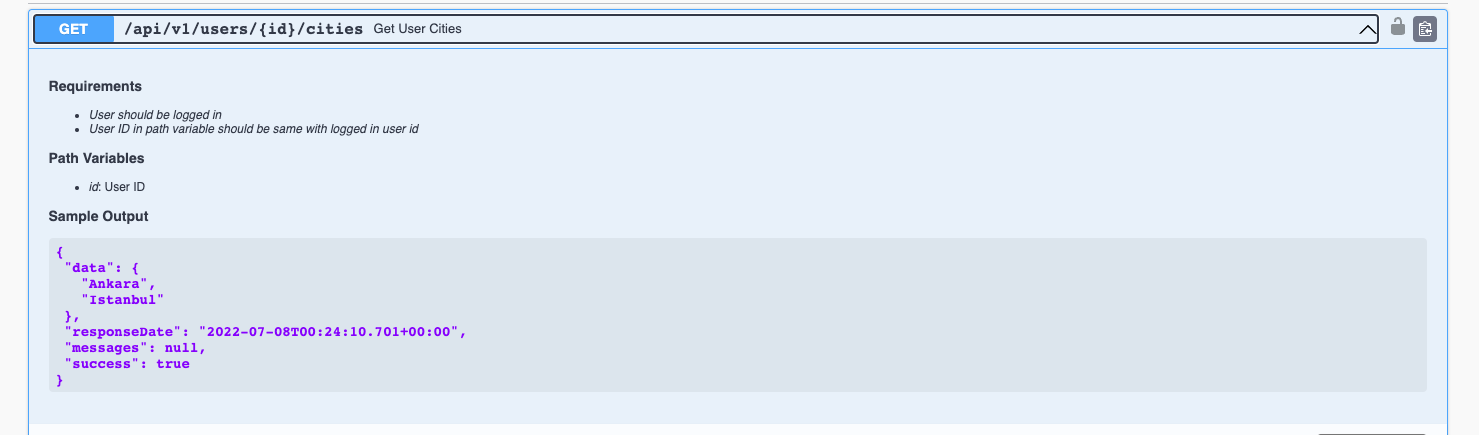 GET /api/v1/users/{id}/cities Get User Cities
Requirements
• User should be logged in
• User ID in path variable should be same with logged in user id
Path Variables
• id: User ID
Sample Output
{
"data": {
"Ankara",
"Istanbul"
},
"responseDate": "2022-07-08T00:24:10.701+00:00",
"messages": null,
"success": true
}